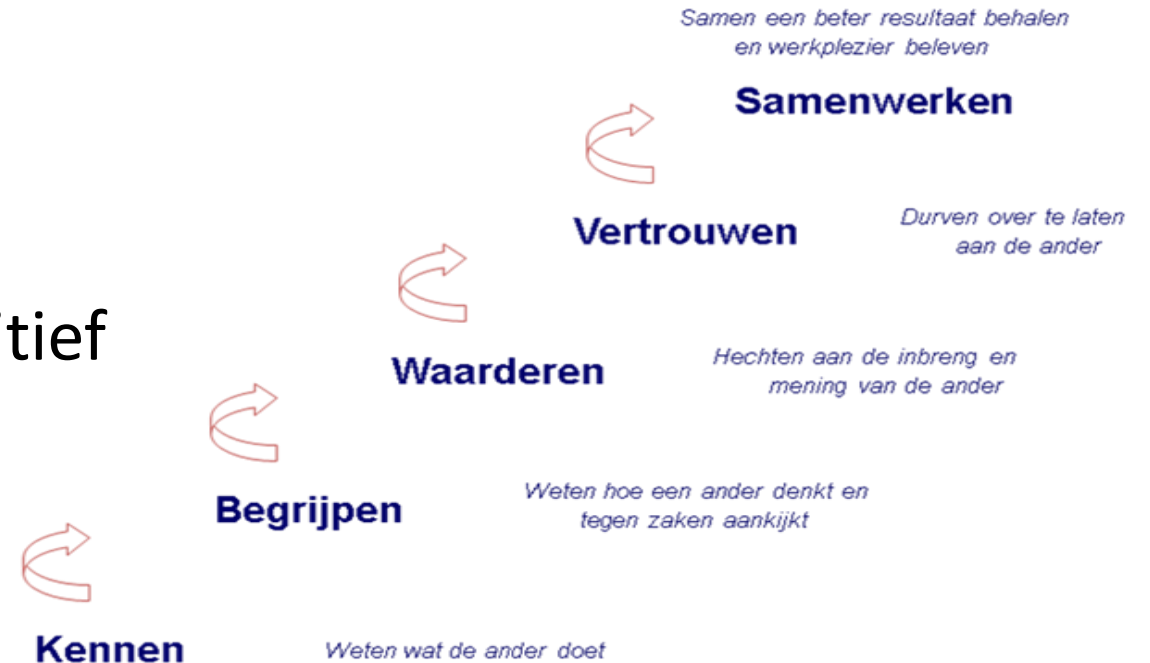 Samen een beter resultaat behalen
en werkplezier beleven
Samenwerken
Vertrouwen
Durven over te laten
aan de ander
tief
Waarderen
Hechten aan de inbreng en
mening van de ander
Begrijpen
Weten hoe een ander denkt en
tegen zaken aankijkt
Kennen
Weten wat de ander doet